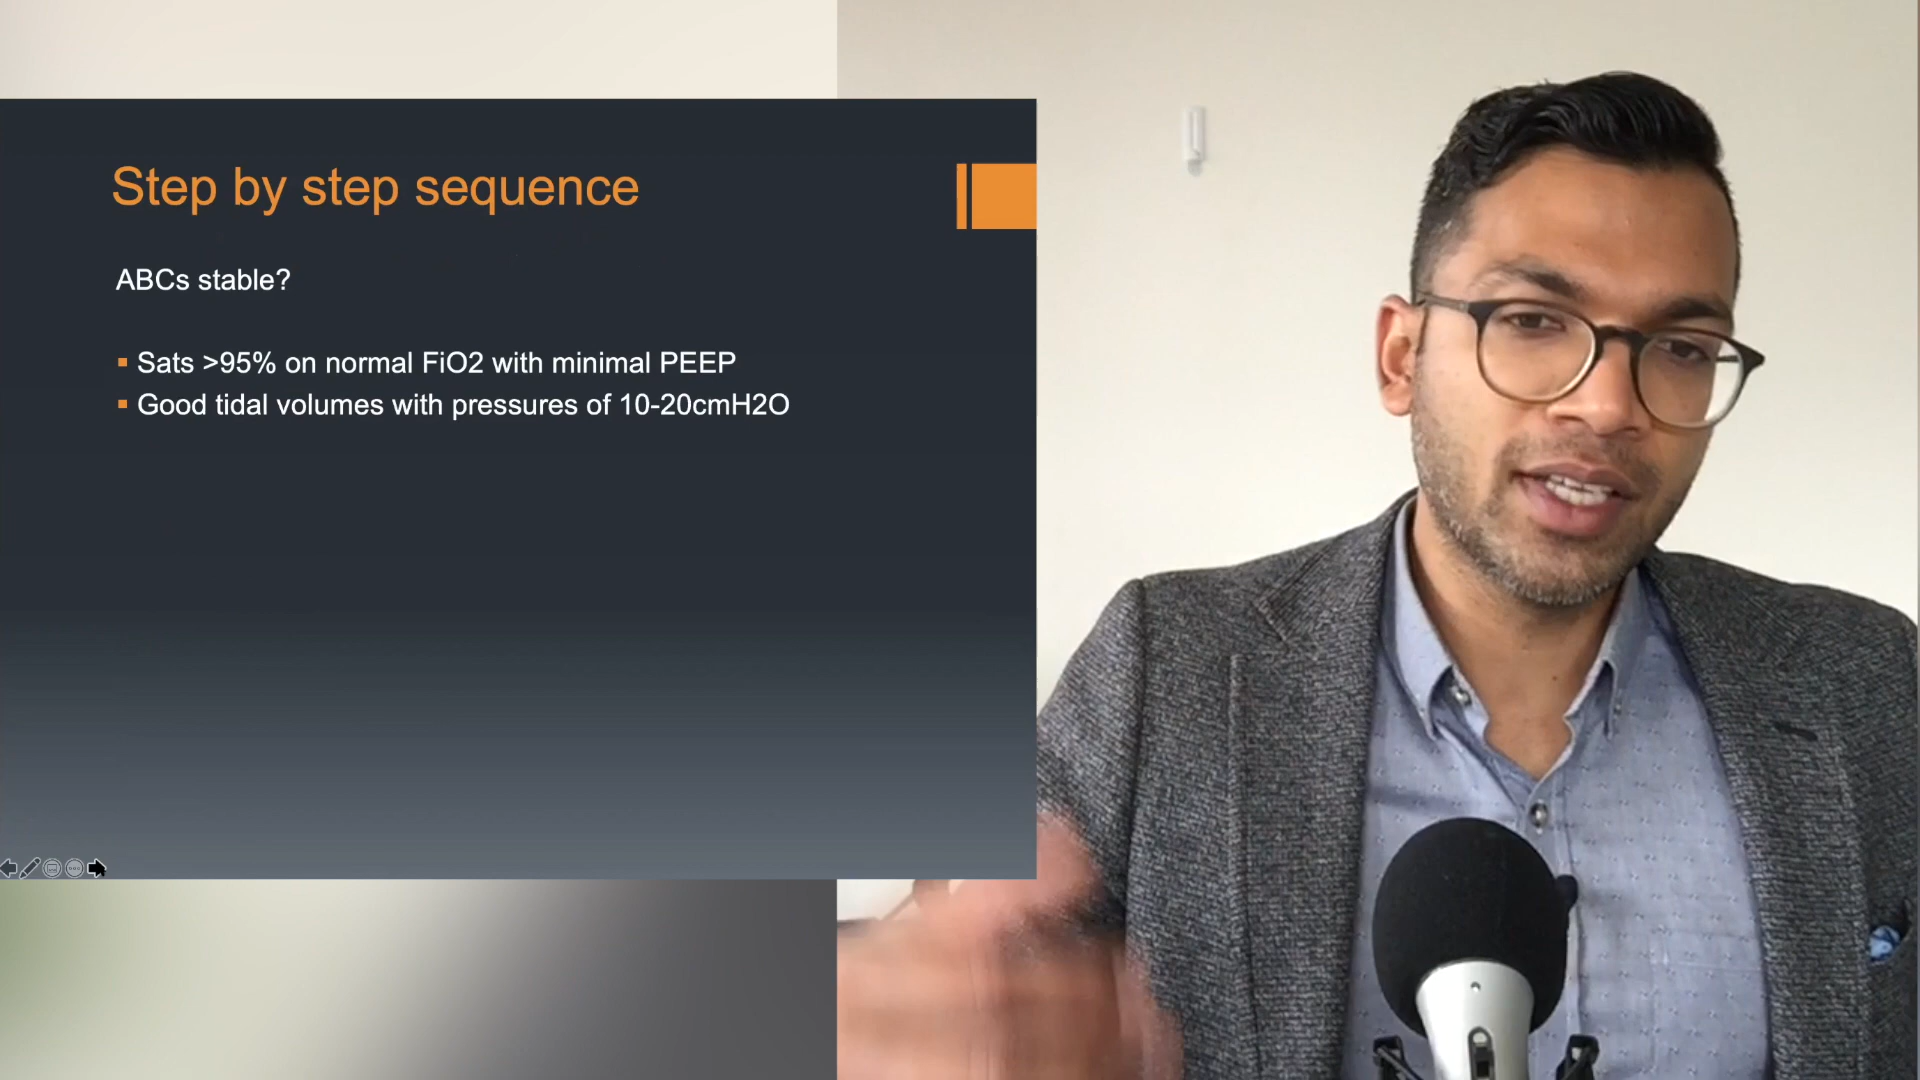 Step by step sequence
ABCs stable?
Sats >95% on normal FiO2 with minimal PEEP
Good tidal volumes with pressures of 10-20cmH2O